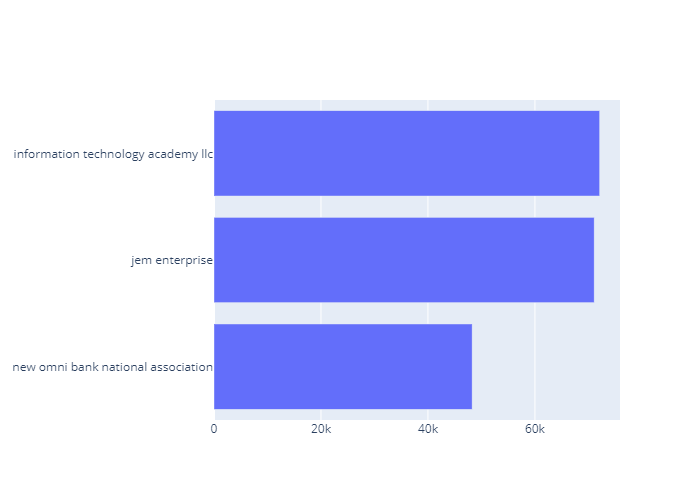 information technology academy llc
jem enterprise
new omni bank national association
0 20k 40k 60k